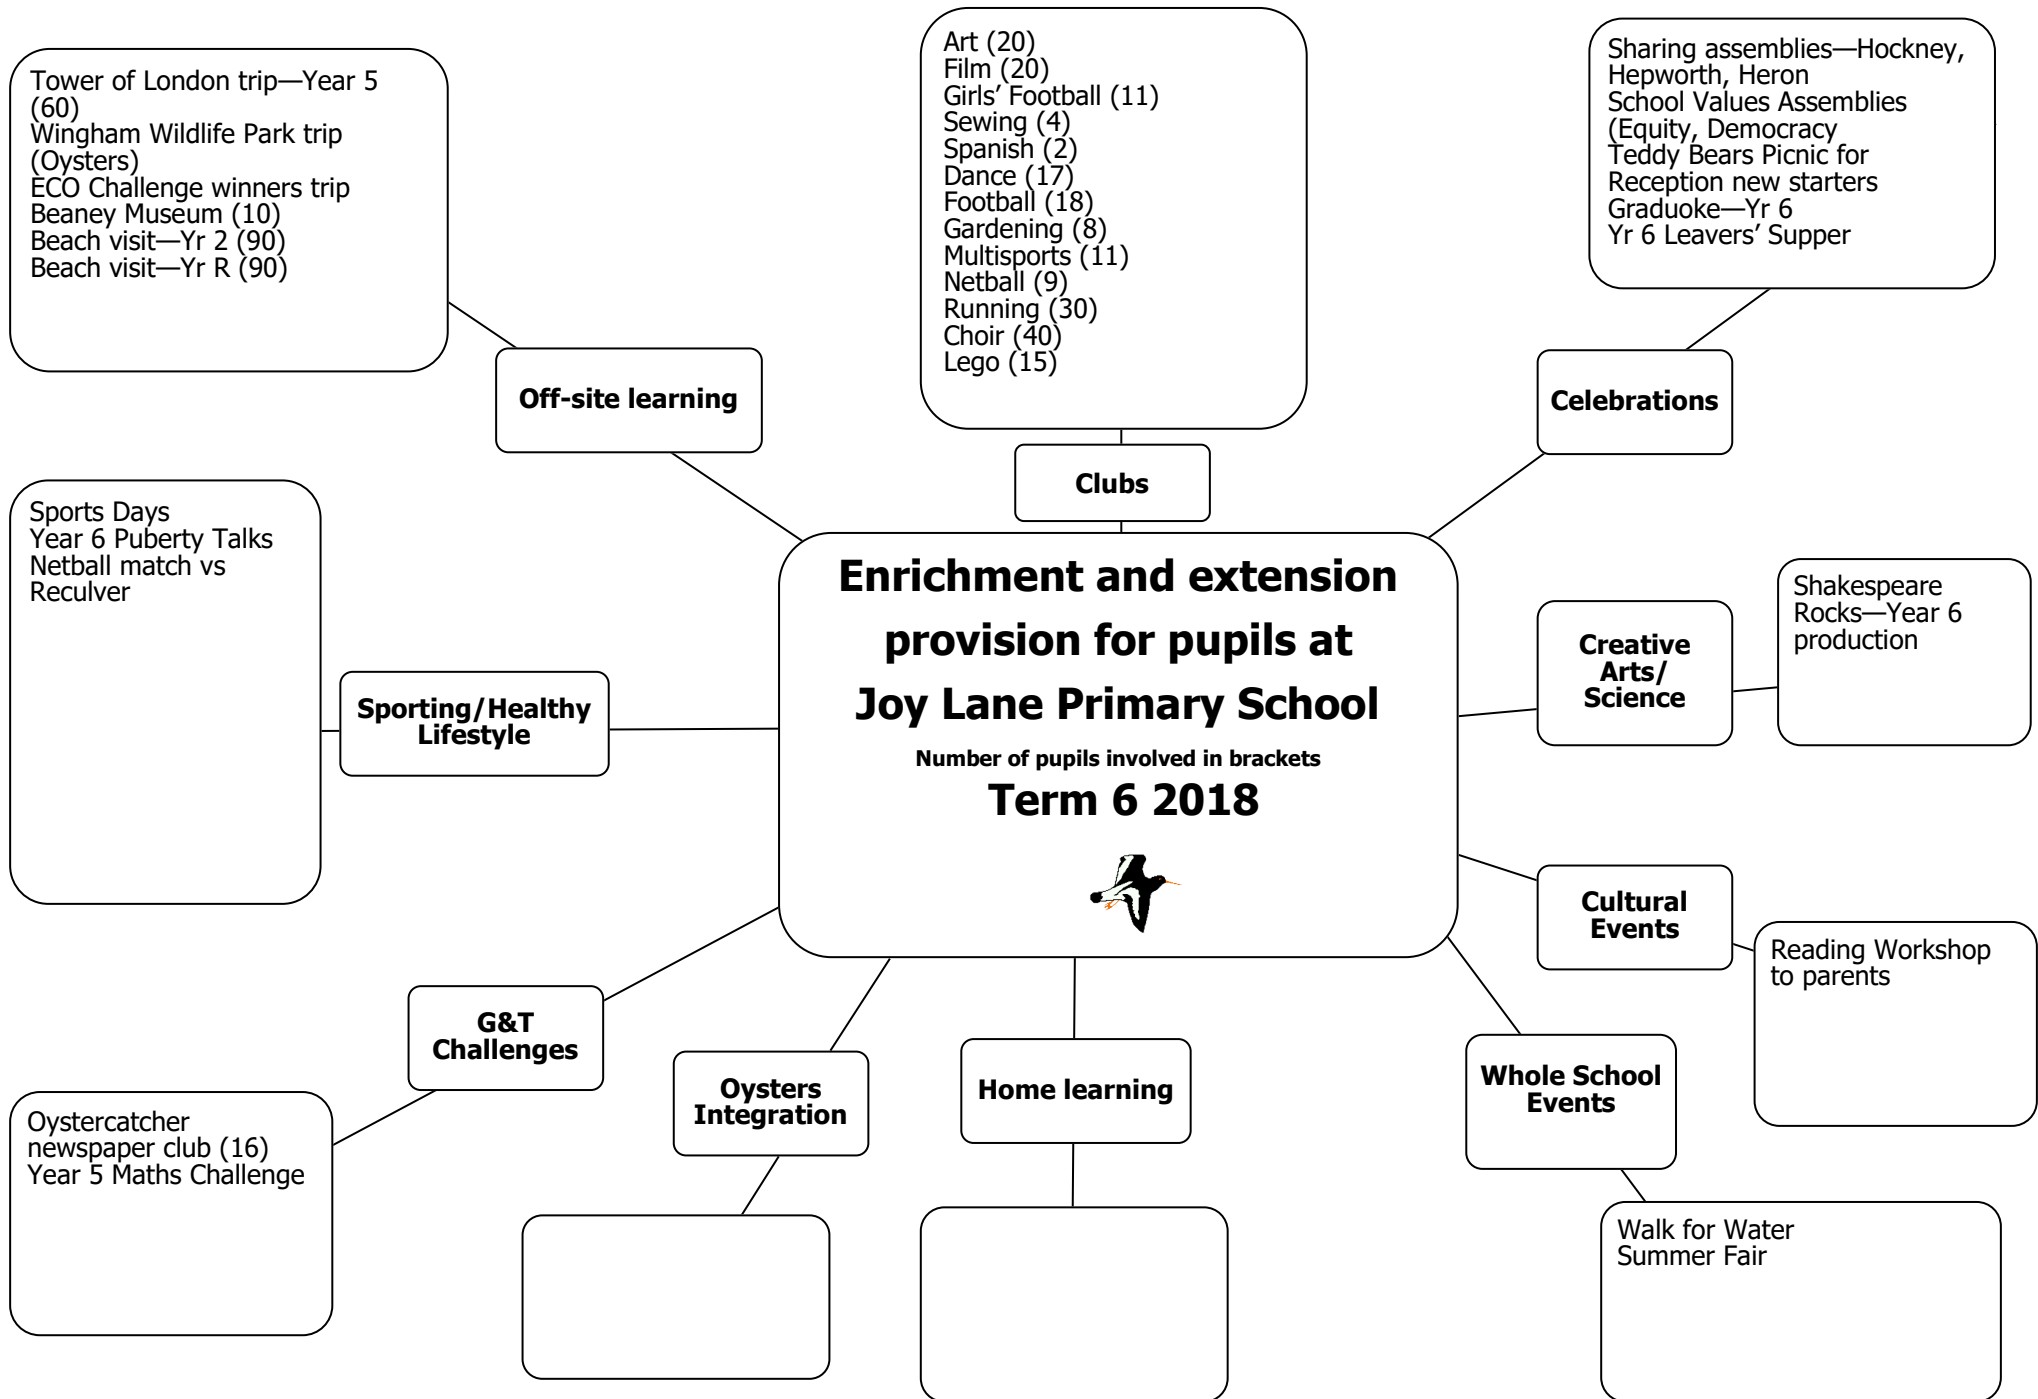 Tower of London trip—Year 5
(60)
Wingham Wildlife Park trip
(Oysters)
ECO Challenge winners trip
Beaney Museum (10)
Beach visit—Yr 2 (90)
Beach visit—Yr R (90)
Off-site learning
Art (20)
Film (20)
Girls’ Football (11)
Sewing (4)
Spanish (2)
Dance (17)
Football (18)
Gardening (8)
Multisports (11)
Netball (9)
Running (30)
Choir (40)
Lego (15)
Clubs
Sharing assemblies—Hockney,
Hepworth, Heron
School Values Assemblies
(Equity, Democracy
Teddy Bears Picnic for
Reception new starters
Graduoke—Yr 6
Yr 6 Leavers’ Supper
Celebrations
Sports Days
Year 6 Puberty Talks
Netball match vs
Reculver
Sporting/Healthy
Lifestyle
Enrichment and extension
provision for pupils at
Joy Lane Primary School
Number of pupils involved in brackets
Term 6 2018
Creative
Arts/
Science
Shakespeare
Rocks—Year 6
production
Cultural
Events
Reading Workshop
to parents
G&T
Challenges
Oystercatcher
newspaper club (16)
Year 5 Maths Challenge
Oysters
Integration
Home learning
Whole School
Events
Walk for Water
Summer Fair